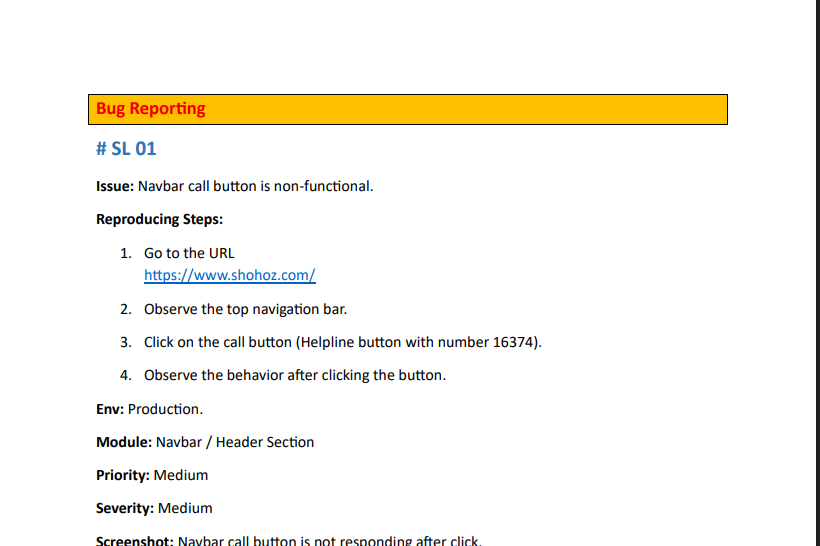 Bug Reporting
# SL 01
Issue: Navbar call button is non-functional.
Reproducing Steps:
1. Go to the URL
https://www.shohoz.com/
2. Observe the top navigation bar.
3. Click on the call button (Helpline button with number 16374).
4. Observe the behavior after clicking the button.
Env: Production.
Module: Navbar / Header Section
Priority: Medium
Severity: Medium
Screenshot: Navbar call button is not responding after click.